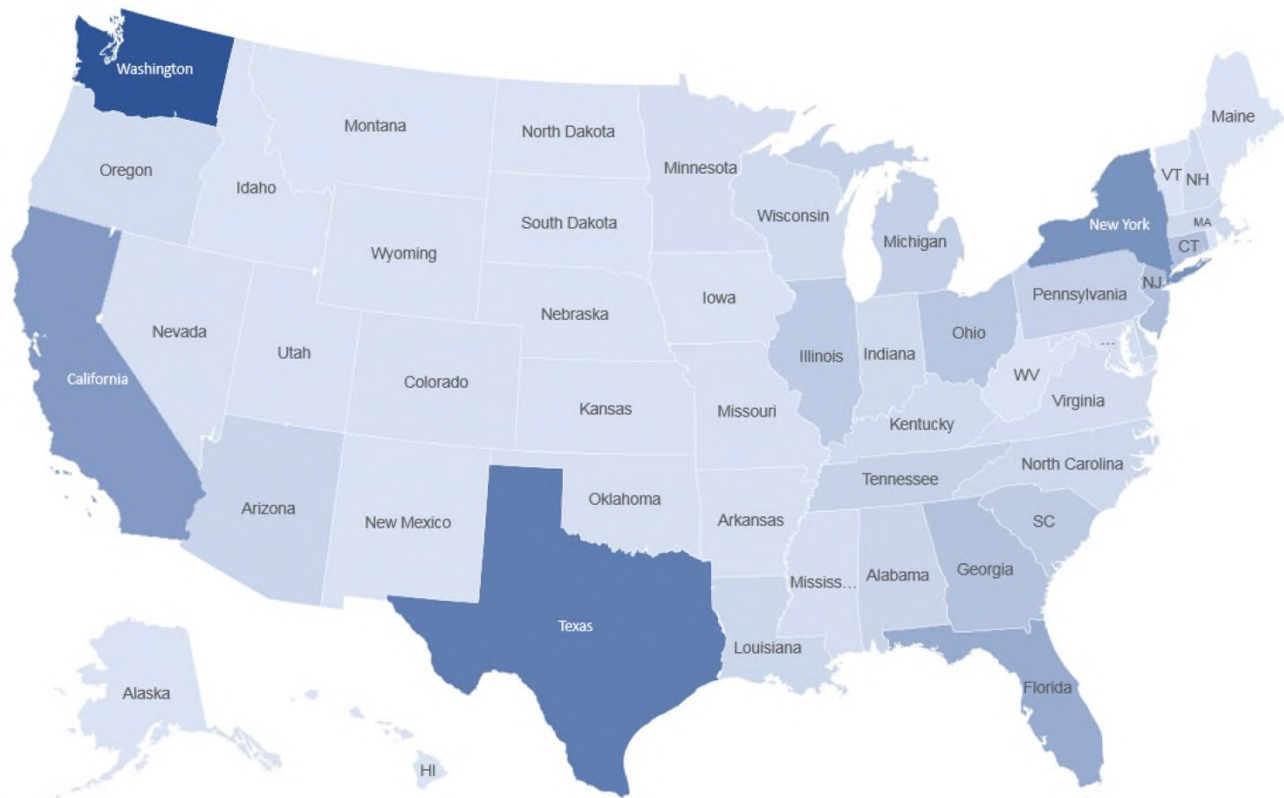 Washington
Montana
North Dakota
Minnesota
Maine
Oregon
Idaho
VT
NH
South Dakota
Wisconsin
Michigan
New York
MA
CT
Wyoming
Iowa
Pennsylvania
NJ
Nebraska
Nevada
Utah
Illinois
Indiana
Ohio
...
California
Colorado
Kansas
Missouri
WV
Virginia
Kentucky
North Carolina
Tennessee
Arizona
New Mexico
Oklahoma
Arkansas
SC
Mississ...
Alabama
Georgia
Texas
Louisiana
Alaska
HI
Florida